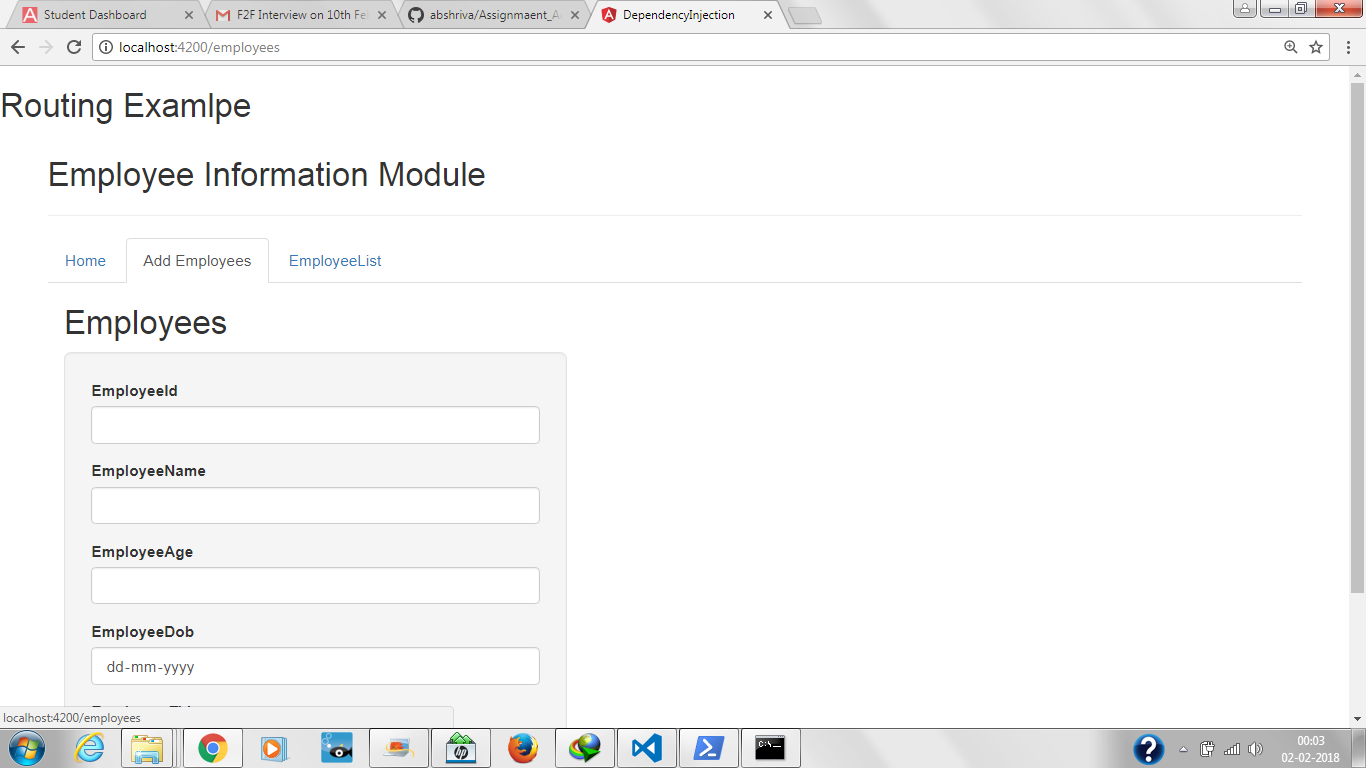 Student Dashboard
F2F Interview on 10th Fe
abshriva/Assignmaent_A
DependencyInjection
localhost:4200/employees
Routing Examlpe
Employee Information Module
Home
Add Employees
EmployeeList
Employees
EmployeeId
EmployeeName
EmployeeAge
EmployeeDob
dd-mm-yyyy
localhost:4200/employees
hp
C:\_
00:03
02-02-2018